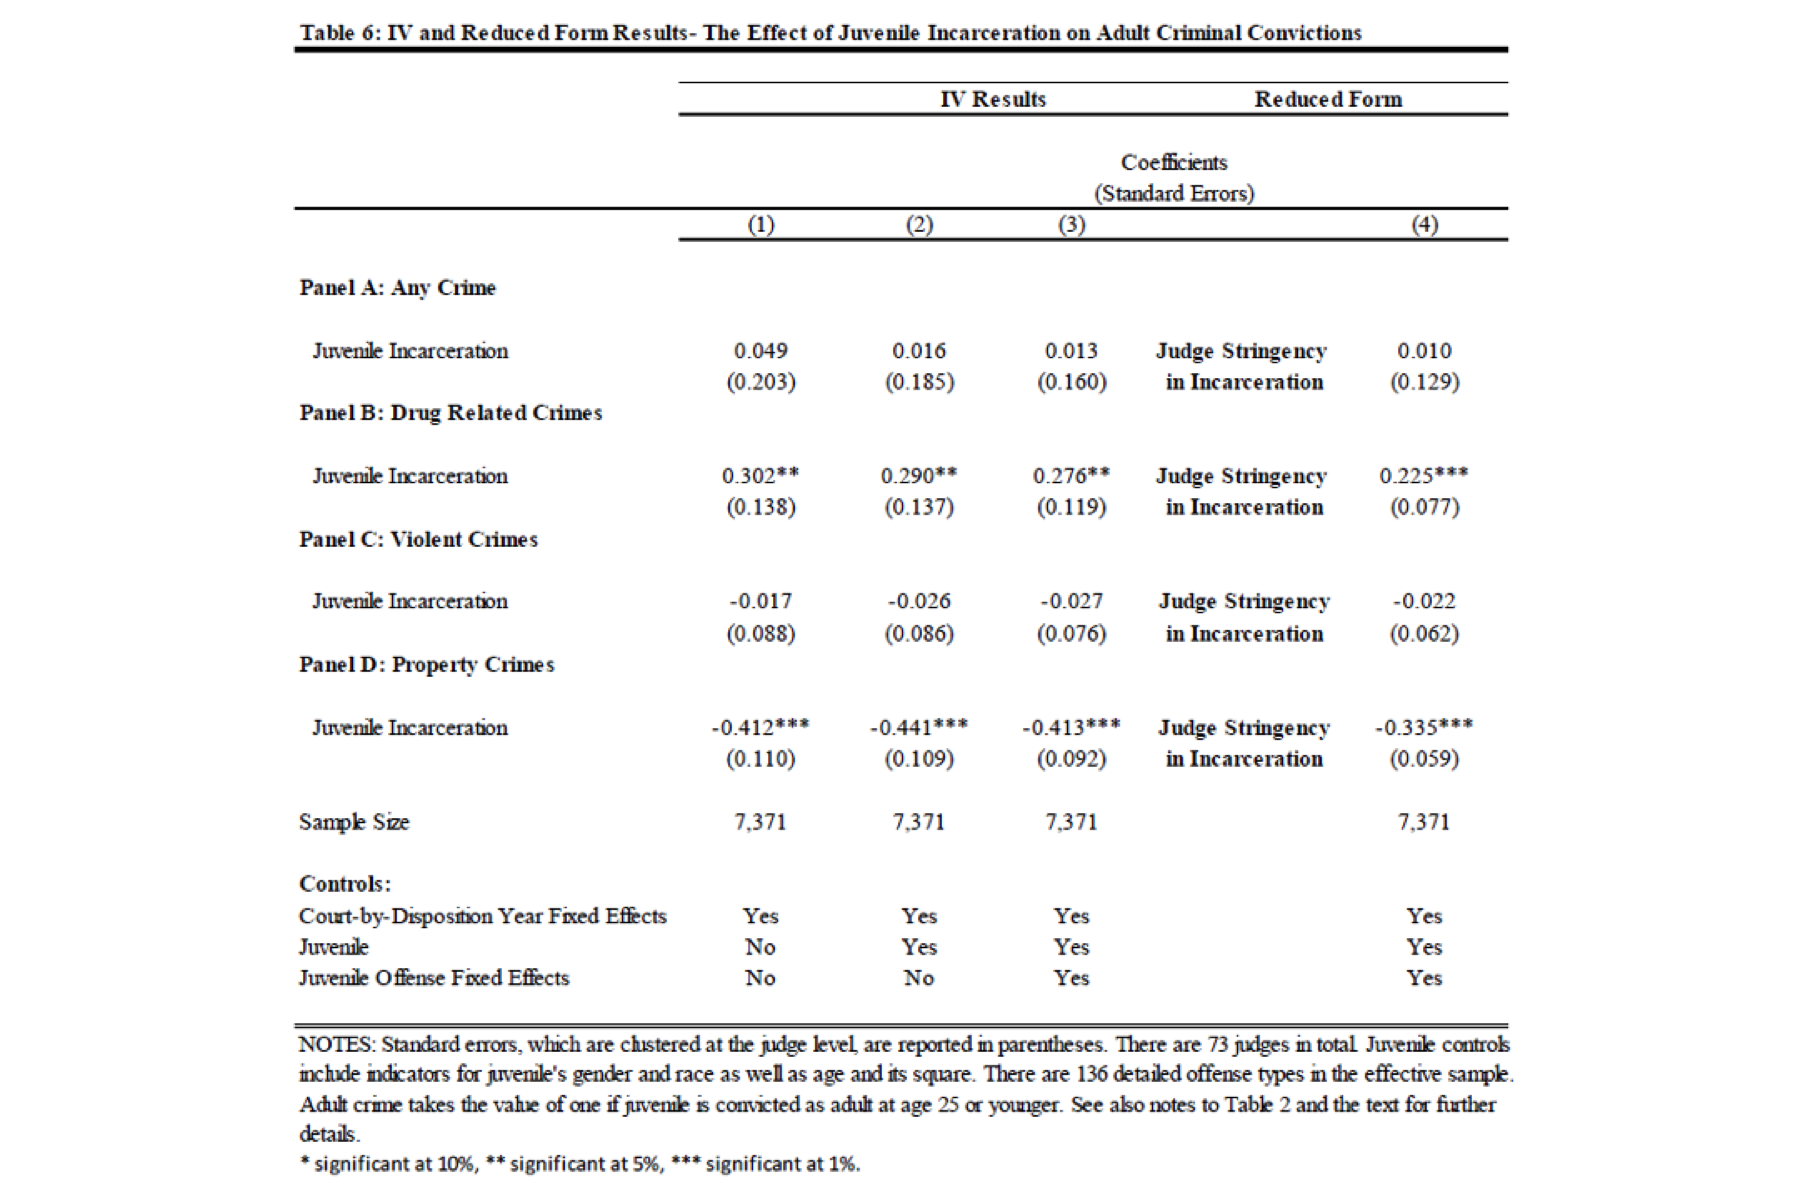 Table 6: IV and Reduced Form Results- The Effect of Juvenile Incarceration on Adult Criminal Convictions
IV Results Reduced Form
Coefficients
(Standard Errors)
(1) (2) (3) (4)
Panel A: Any Crime
Juvenile Incarceration 0.049 0.016 0.013 Judge Stringency 0.010
(0.203) (0.185) (0.160) in Incarceration (0.129)
Panel B: Drug Related Crimes
Juvenile Incarceration 0.302** 0.290** 0.276** Judge Stringency 0.225***
(0.138) (0.137) (0.119) in Incarceration (0.077)
Panel C: Violent Crimes
Juvenile Incarceration -0.017 -0.026 -0.027 Judge Stringency -0.022
(0.088) (0.086) (0.076) in Incarceration (0.062)
Panel D: Property Crimes
Juvenile Incarceration -0.412*** -0.441*** -0.413*** Judge Stringency -0.335***
(0.110) (0.109) (0.092) in Incarceration (0.059)
Sample Size 7,371 7,371 7,371 7,371
Controls:
Court-by-Disposition Year Fixed Effects Yes Yes Yes Yes
Juvenile No Yes Yes Yes
Juvenile Offense Fixed Effects No No Yes Yes
NOTES: Standard errors, which are clustered at the judge level, are reported in parentheses. There are 73 judges in total. Juvenile controls
include indicators for juvenile's gender and race as well as age and its square. There are 136 detailed offense types in the effective sample.
Adult crime takes the value of one if juvenile is convicted as adult at age 25 or younger. See also notes to Table 2 and the text for further
details.
* significant at 10%, ** significant at 5%, *** significant at 1%.